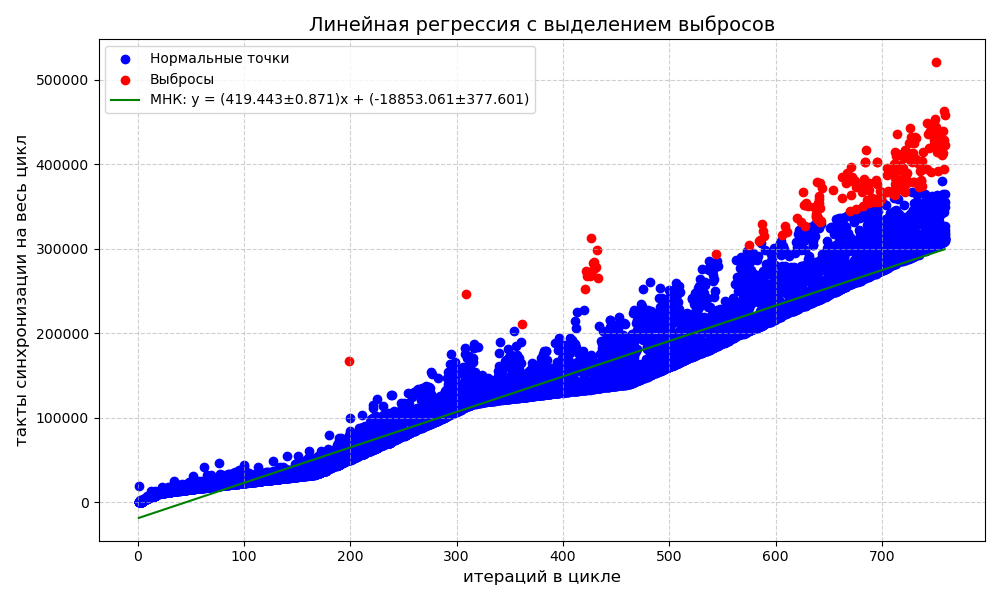 Линейная регрессия с выделением выбросов
Нормальные точки
Выбросы
МНК: y = (419.443±0.871)x + (-18853.061±377.601)
такты синхронизации на весь цикл
500000
400000
300000
200000
100000
0
0 100 200 300 400 500 600 700
итераций в цикле